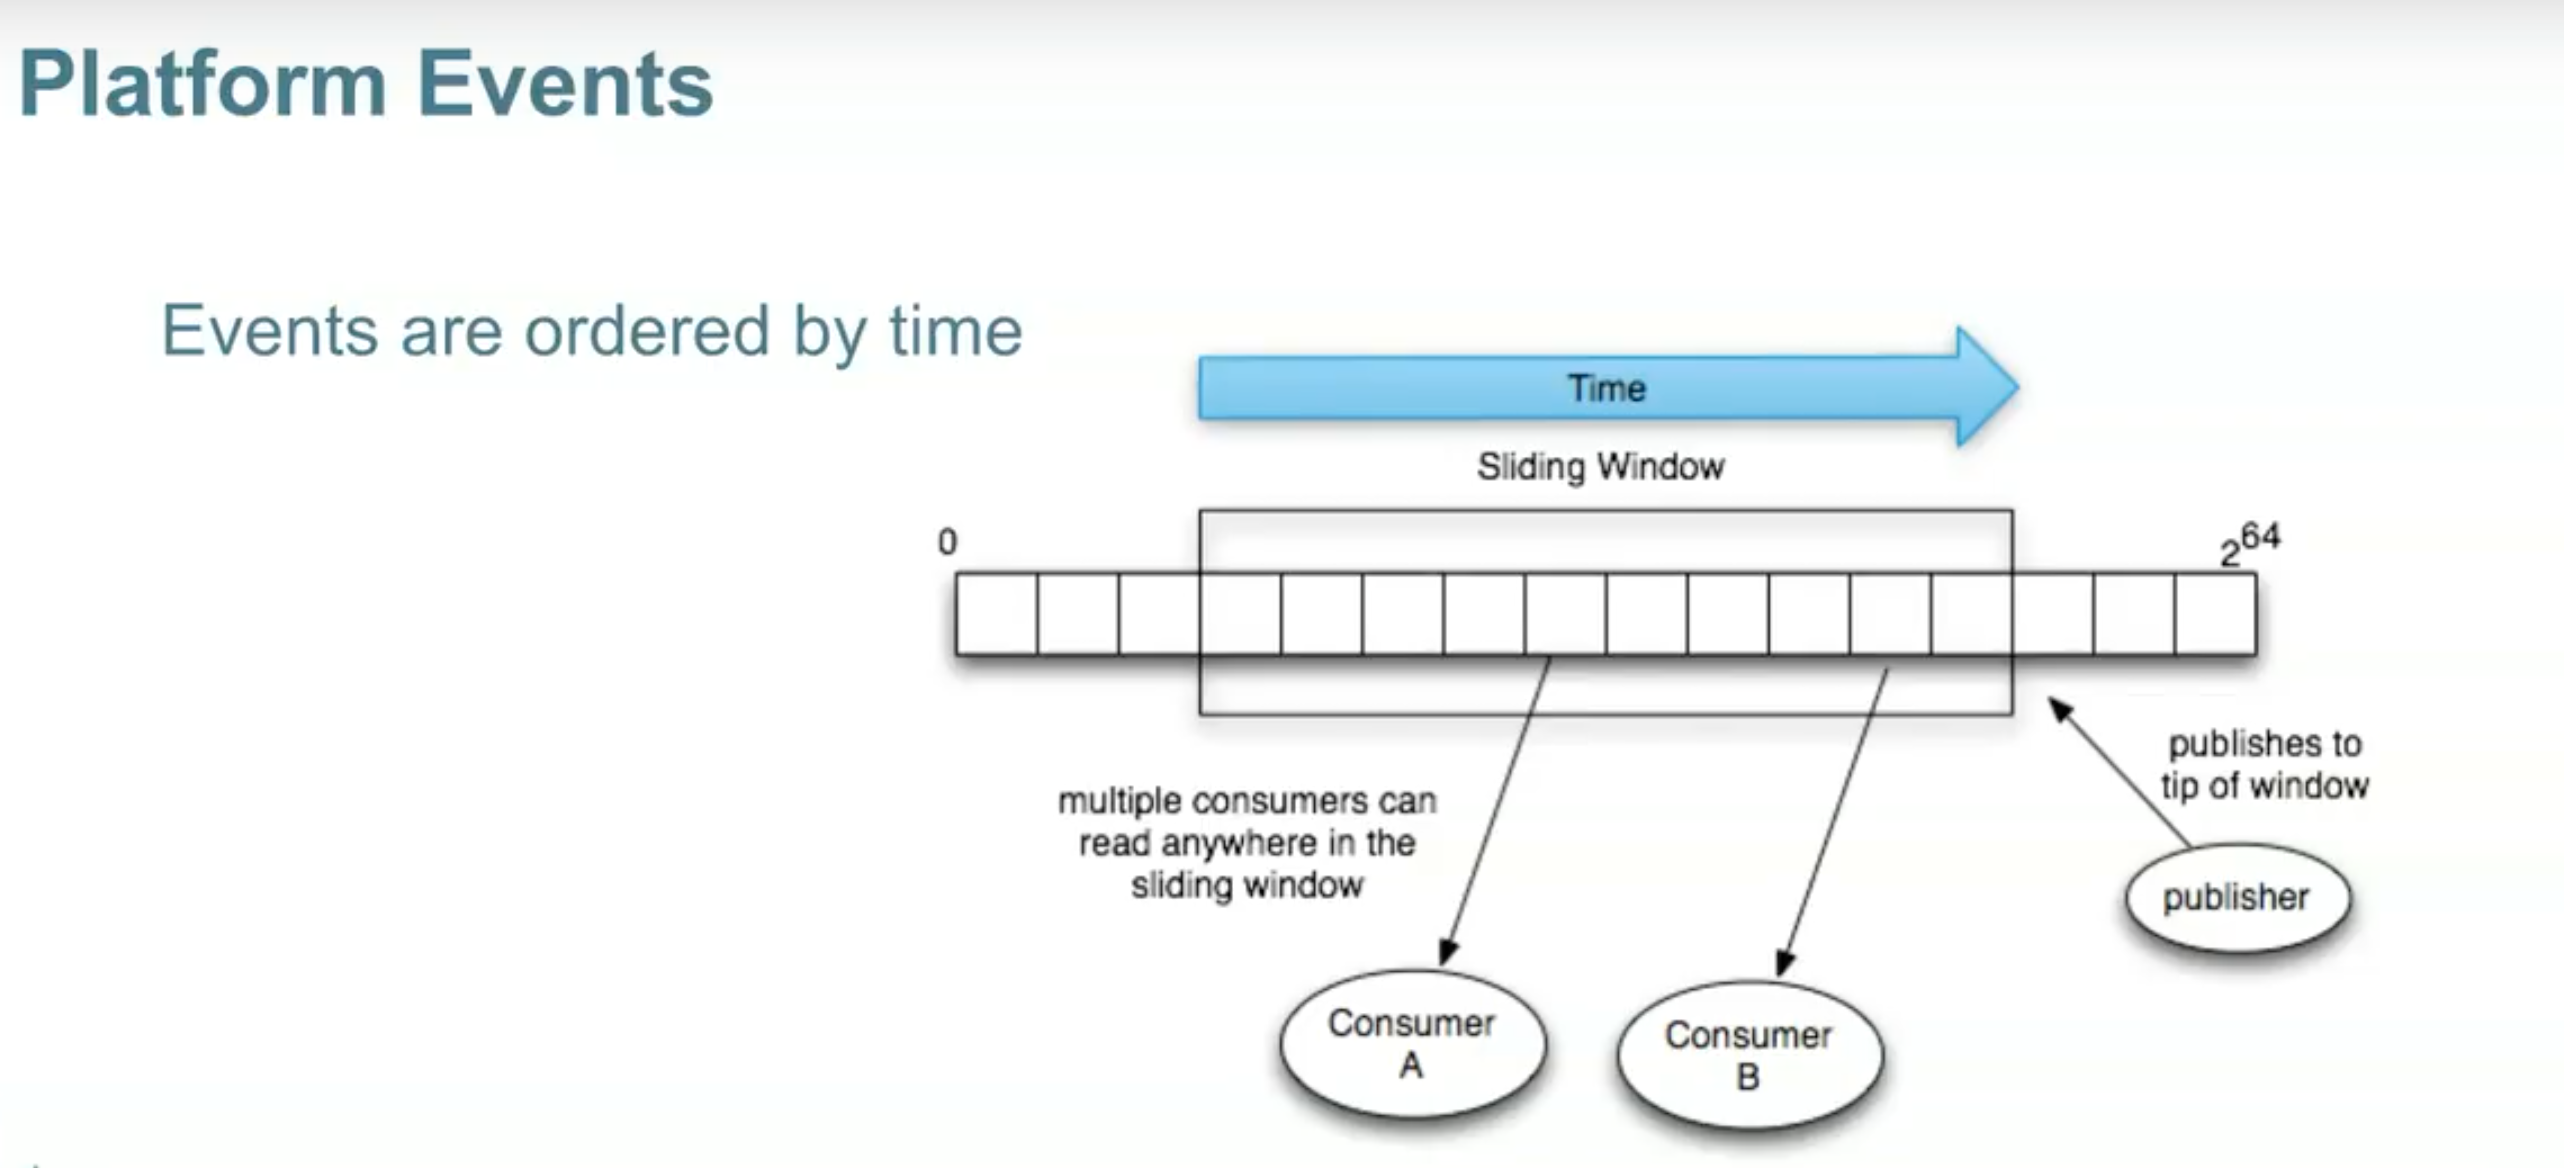 Platform Events
Events are ordered by time
Time
Sliding Window
0
2^64
multiple consumers can
read anywhere in the
sliding window
publishes to
tip of window
publisher
Consumer
A
Consumer
B